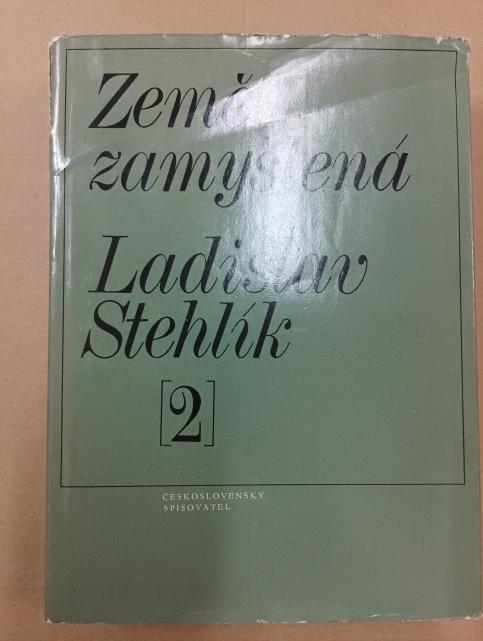 Země
zamyšlená
Ladislav
Stehlík
[2]
ČESKOSLOVENSKÝ
SPISOVATEL